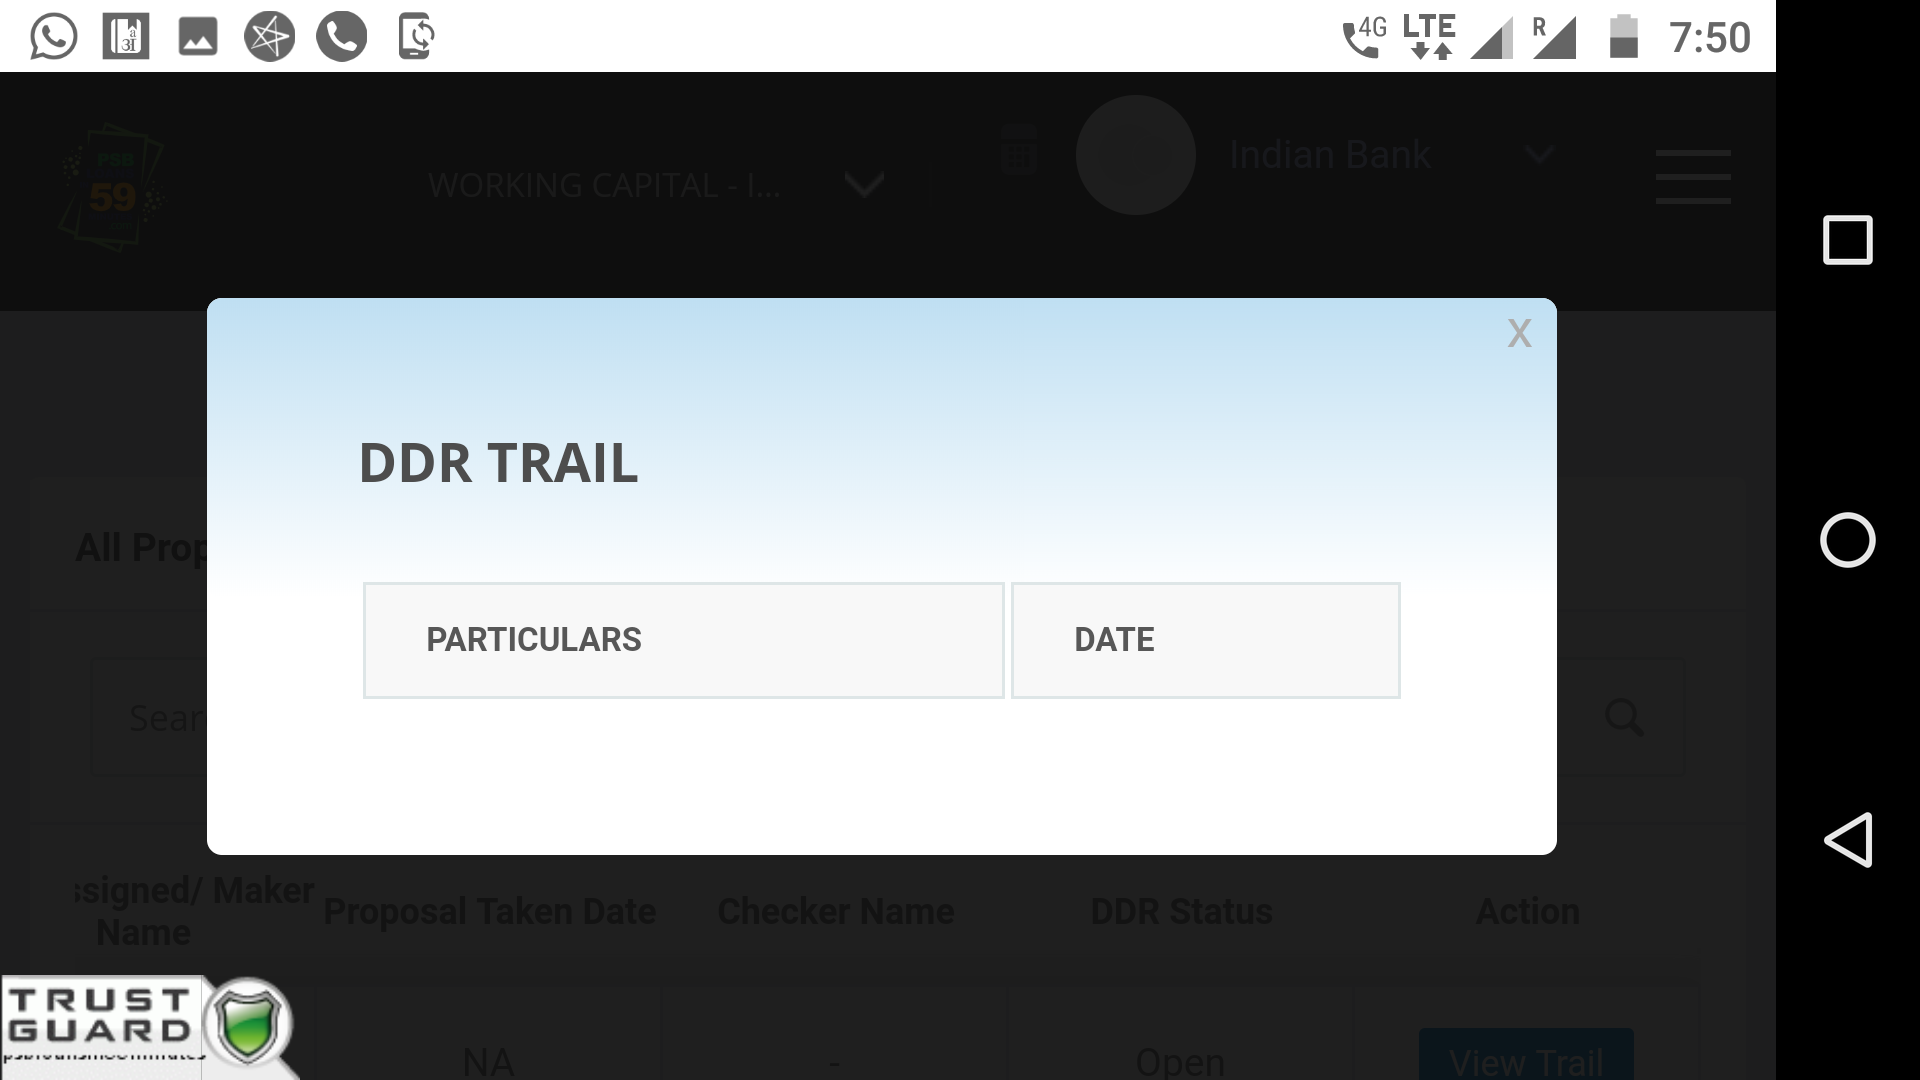 4G LTE R 7:50
PSB
59
.com
WORKING CAPITAL - I...
Indian Bank
X
DDR TRAIL
All Prop
PARTICULARS
DATE
Sear
ssigned/ Maker
Name
Proposal Taken Date
Checker Name
DDR Status
Action
TRUST
GUARD
NA
-
Open
View Trail